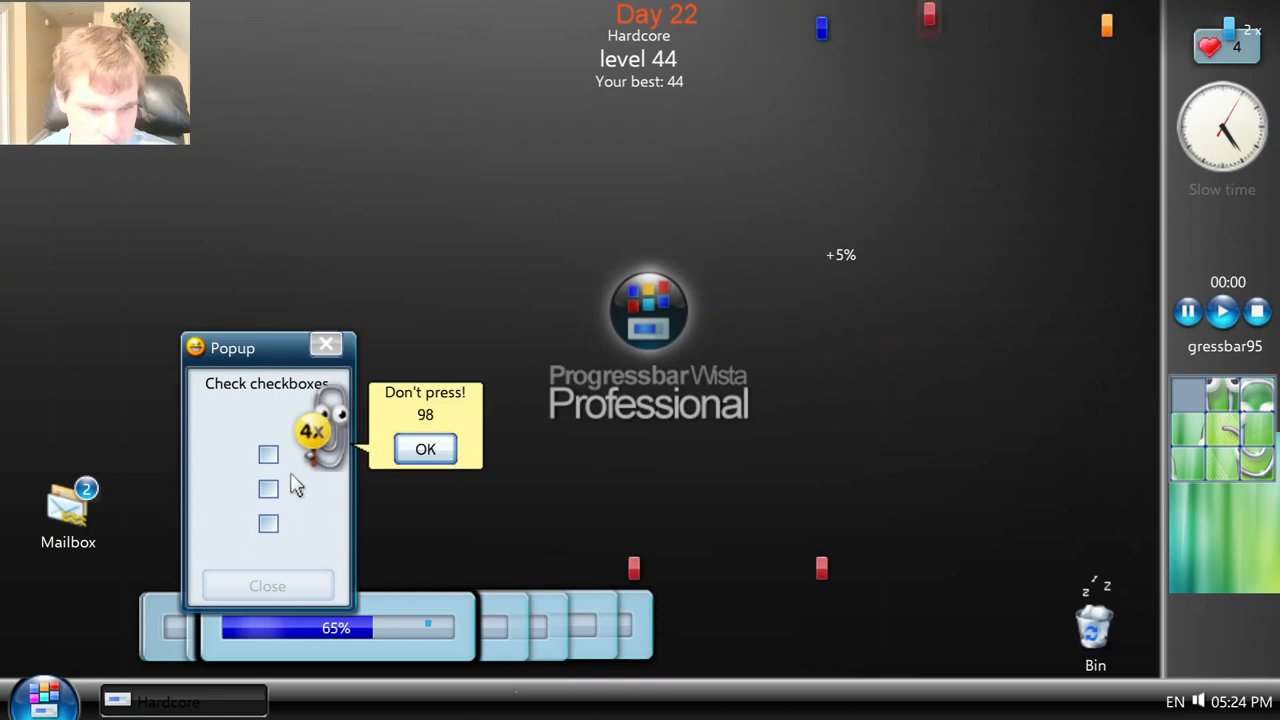 Day 22
Hardcore
level 44
Your best: 44
2 x
4
Slow time
+5%
00:00
gressbar95
Popup
Check checkboxes
4x
Don't press!
98
OK
Progressbar Wista
Professional
2
Mailbox
Close
65%
z z
z
Bin
Hardcore
EN 05:24 PM